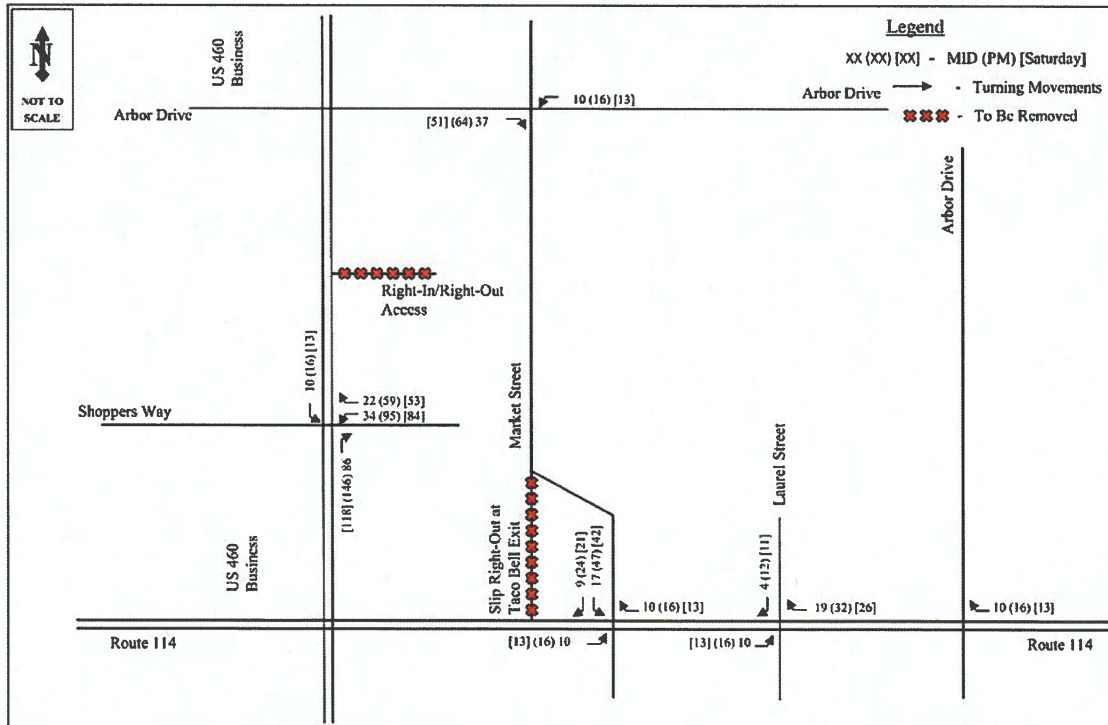 N
NOT TO
SCALE
US 460
Business
Legend
XX (XX) [XX] - MID (PM) [Saturday]
- Turning Movements
- To Be Removed
Arbor Drive
10 (16) [13]
Arbor Drive
[51] (64) 37
Arbor Drive
Right-In/Right-Out
Access
10 (16) [13]
22 (59) [53]
34 (95) [84]
Shoppers Way
[118] (146) 86
Market Street
Laurel Street
US 460
Business
Slip Right-Out at
Taco Bell Exit
9 (24) [21]
17 (47) [42]
10 (16) [13]
4 (12) [11]
19 (32) [26]
10 (16) [13]
Route 114
[13] (16) 10
[13] (16) 10
Route 114